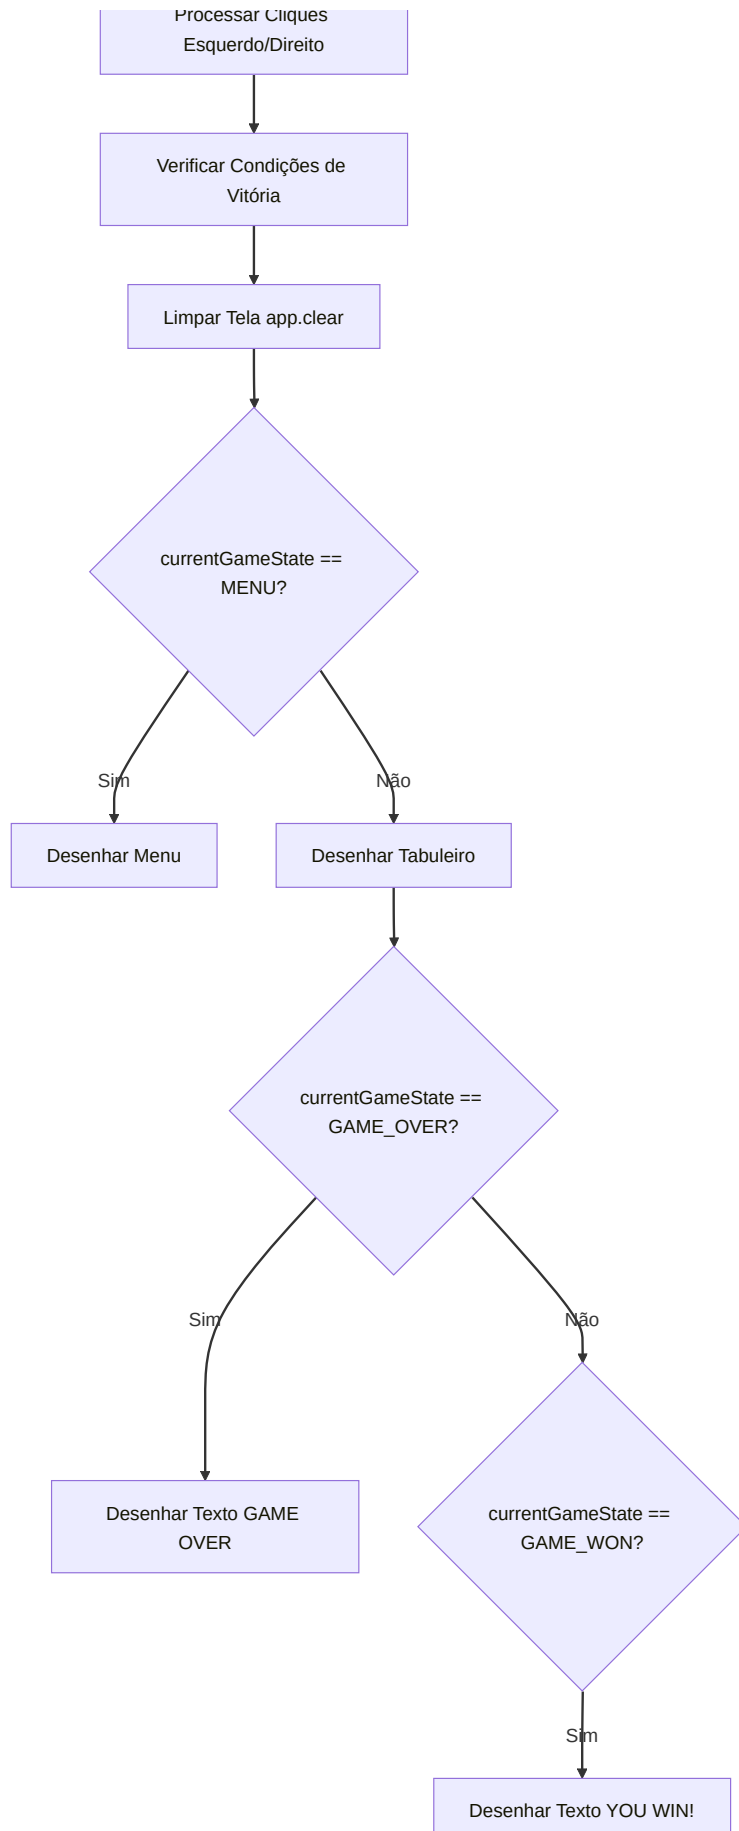 Processar Cliques
Esquerdo/Direito
Verificar Condições de
Vitória
Limpar Tela app.clear
currentGameState ==
MENU?
Sim
Não
Desenhar Menu
Desenhar Tabuleiro
currentGameState ==
GAME_OVER?
Sim
Não
Desenhar Texto GAME
OVER
currentGameState ==
GAME_WON?
Sim
Desenhar Texto YOU WIN!